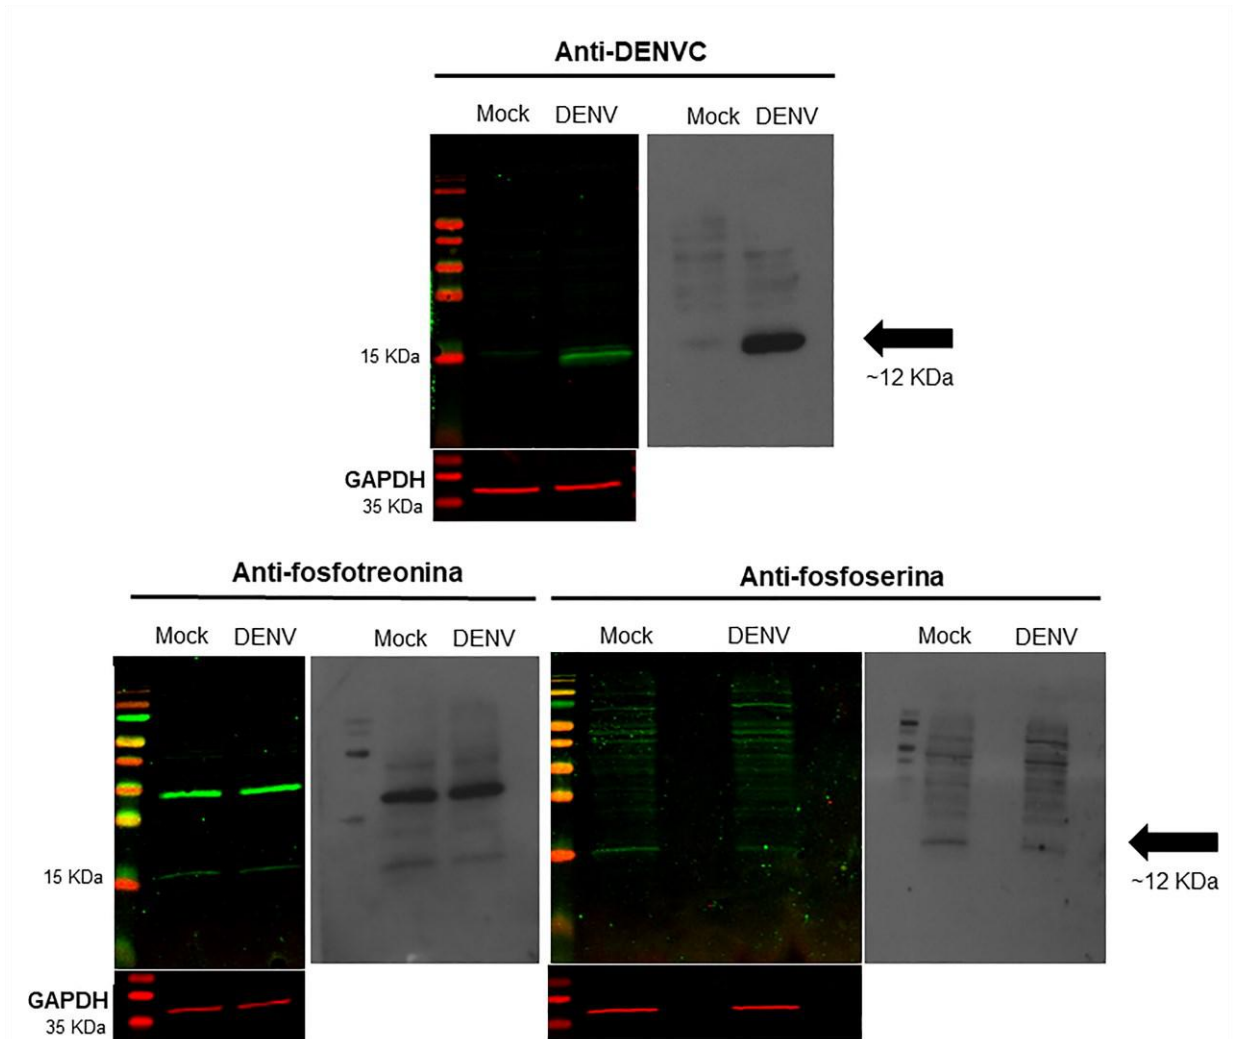 Anti-DENVC
Mock DENV
Mock DENV
15 KDa
~12 KDa
GAPDH
35 KDa
Anti-fosfotreonina
Anti-fosfoserina
Mock DENV
Mock DENV
Mock DENV
Mock DENV
15 KDa
~12 KDa
GAPDH
35 KDa